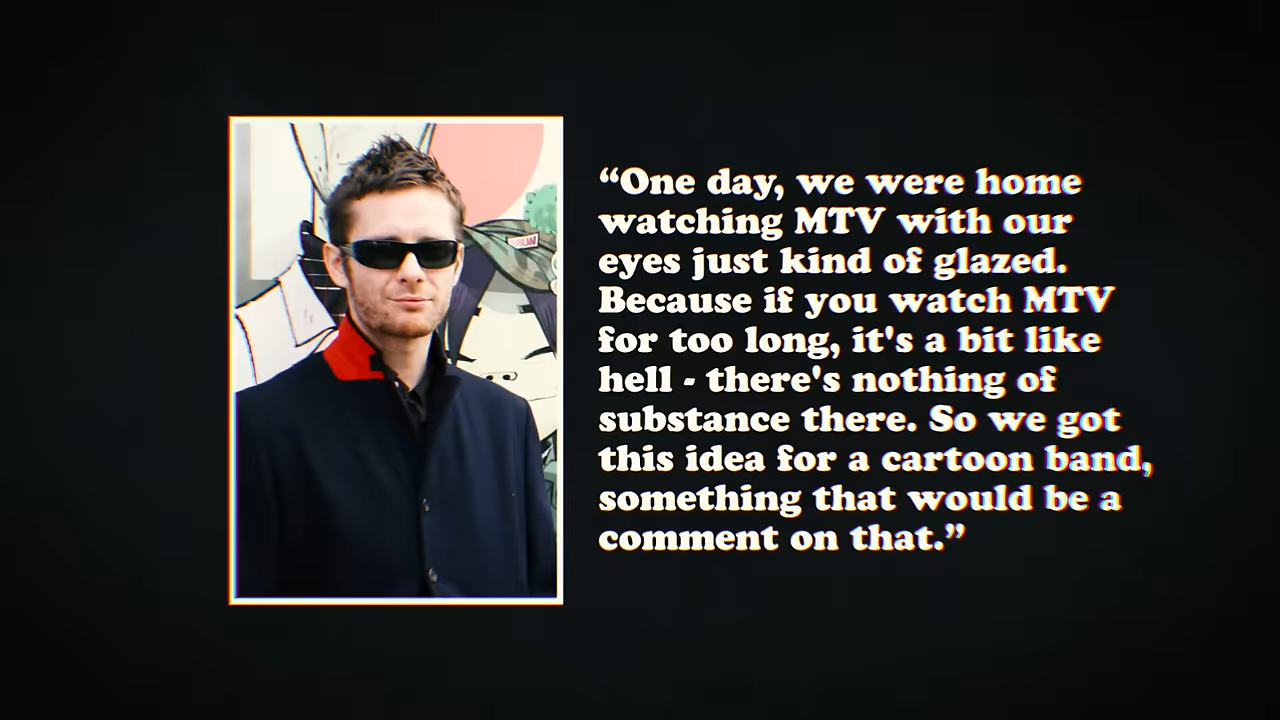 “One day, we were home
watching MTV with our
eyes just kind of glazed.
Because if you watch MTV
for too long, it's a bit like
hell - there's nothing of
substance there. So we got
this idea for a cartoon band,
something that would be a
comment on that.”